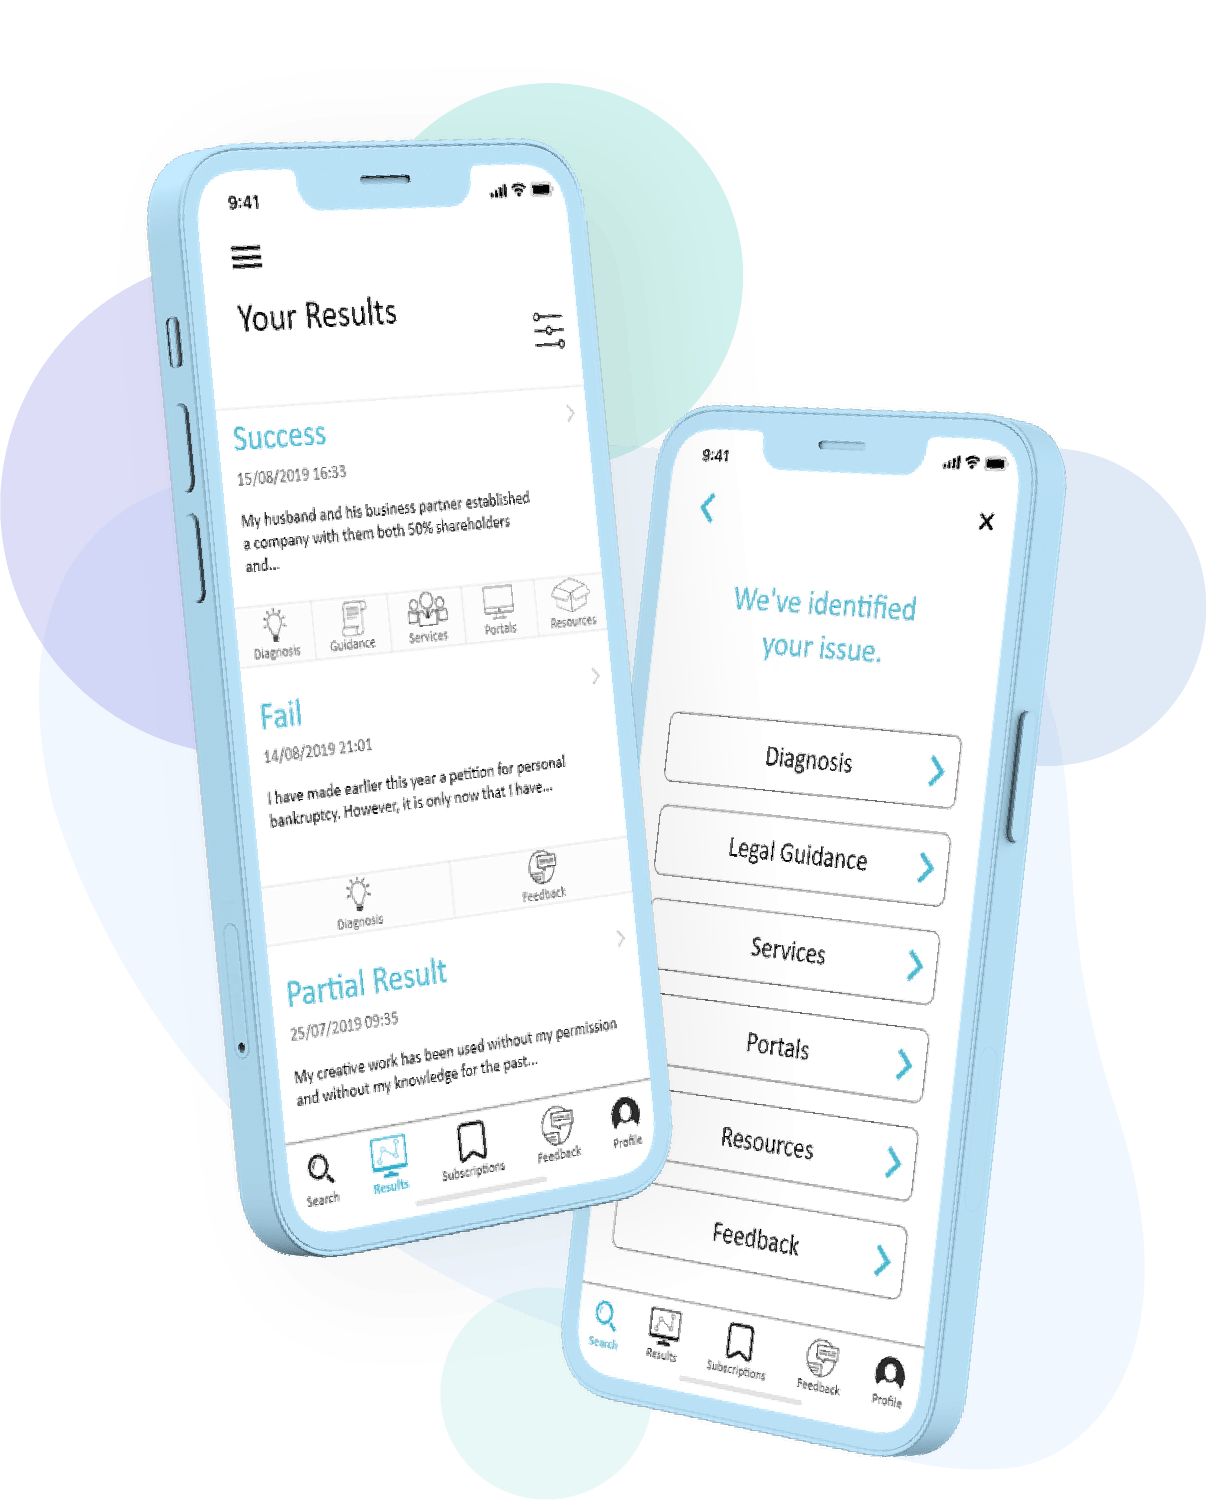 9:41
Your Results
Success
15/08/2019 16:33
My husband and his business partner established
a company with them both 50% shareholders
and...
Diagnosis
Guidance
Services
Portals
Resources
Fail
14/08/2019 21:01
I have made earlier this year a petition for personal
bankruptcy. However, it is only now that I have...
Diagnosis
Feedback
Partial Result
25/07/2019 09:35
My creative work has been used without my permission
and without my knowledge for the past...
Search
Results
Subscriptions
Feedback
Profile
9:41
We've identified
your issue.
Diagnosis
Legal Guidance
Services
Portals
Resources
Feedback
Search
Results
Subscriptions
Feedback
Profile